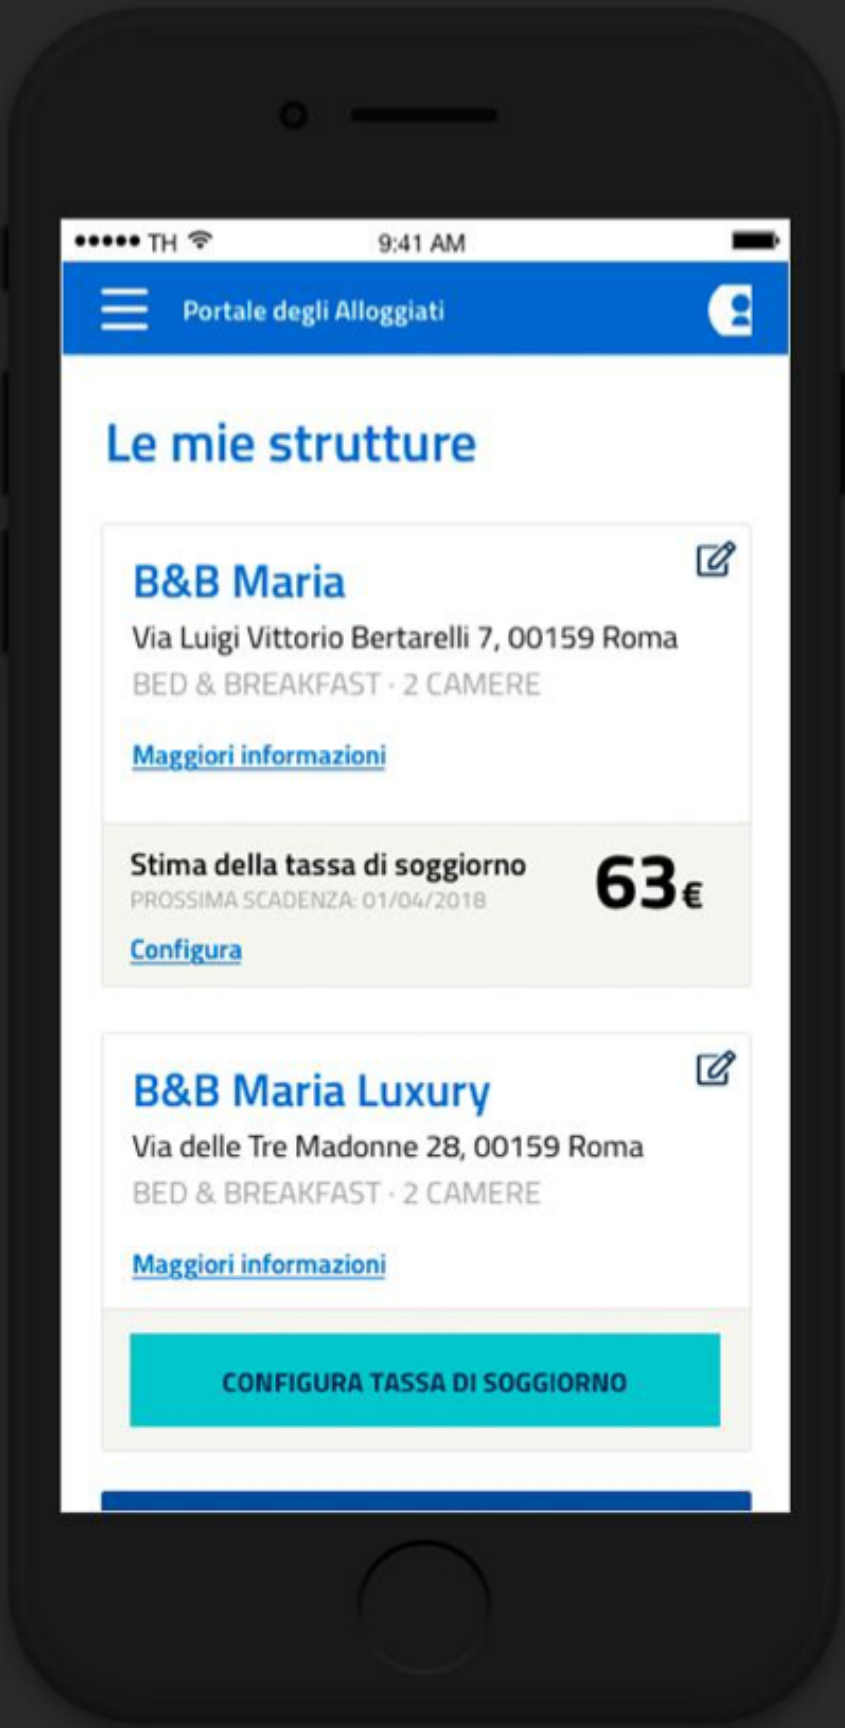 TH
9:41 AM
Portale degli Alloggiati
Le mie strutture
B&B Maria
Via Luigi Vittorio Bertarelli 7, 00159 Roma
BED & BREAKFAST · 2 CAMERE
Maggiori informazioni
Stima della tassa di soggiorno
63€
PROSSIMA SCADENZA: 01/04/2018
Configura
B&B Maria Luxury
Via delle Tre Madonne 28, 00159 Roma
BED & BREAKFAST · 2 CAMERE
Maggiori informazioni
CONFIGURA TASSA DI SOGGIORNO